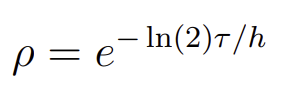 ρ = e^{− ln(2)τ/h}